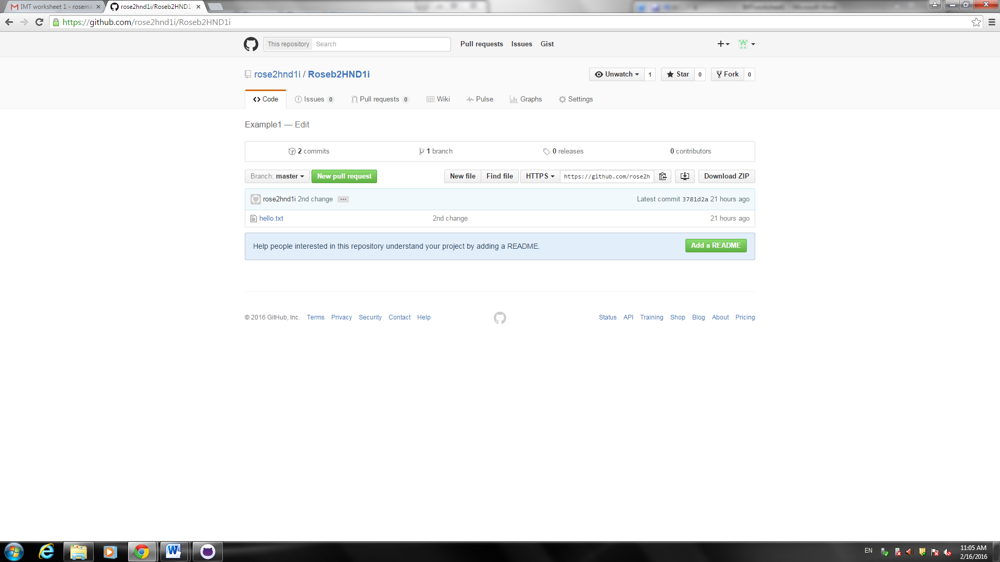 IMT worksheet 1 - rosema
rose2hnd1i/Roseb2HND1i
https://github.com/rose2hnd1i/Roseb2HND1i
This repository Search Pull requests Issues Gist
rose2hnd1i / Roseb2HND1i Unwatch 1 Star 0 Fork 0
Code Issues 0 Pull requests 0 Wiki Pulse Graphs Settings
Example1 — Edit
2 commits 1 branch 0 releases 0 contributors
Branch: master New pull request New file Find file HTTPS https://github.com/rose2h Download ZIP
rose2hnd1i 2nd change ... Latest commit 3781d2a 21 hours ago
hello.txt 2nd change 21 hours ago
Help people interested in this repository understand your project by adding a README. Add a README
© 2016 GitHub, Inc. Terms Privacy Security Contact Help Status API Training Shop Blog About Pricing
EN 11:05 AM
2/16/2016